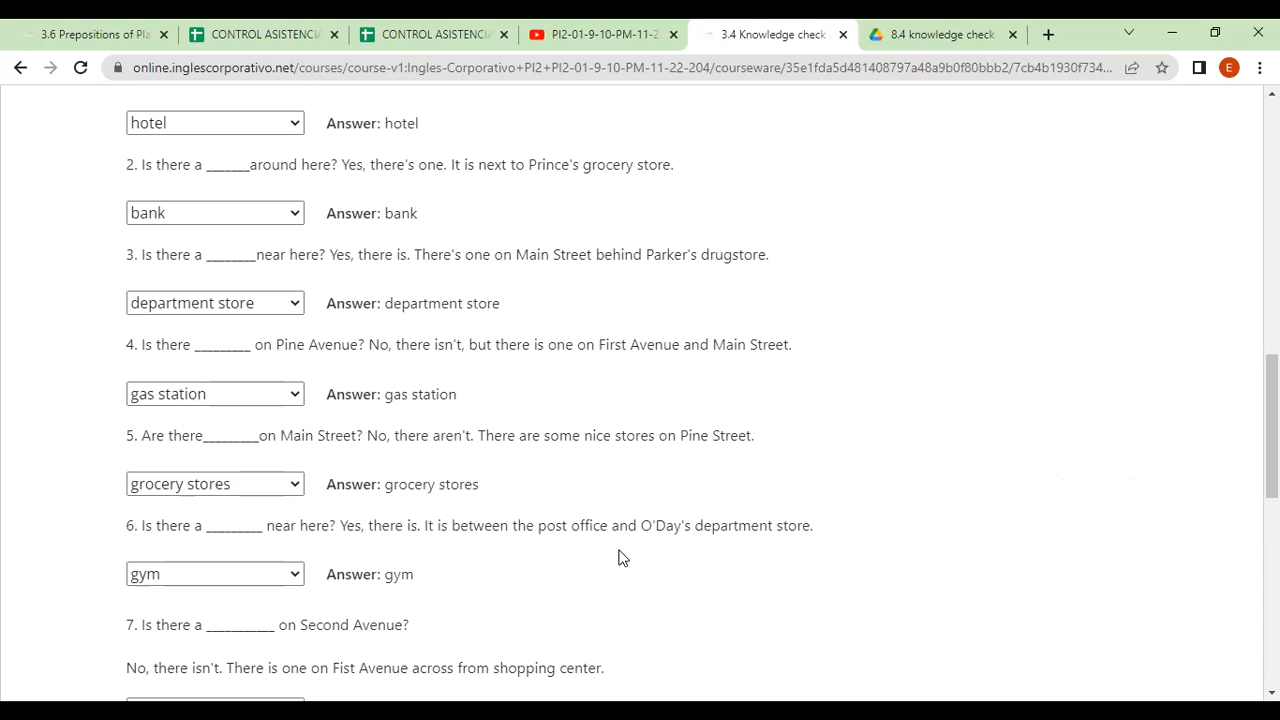 3.6 Prepositions of Pla
CONTROL ASISTENCIA
CONTROL ASISTENCIA
PI2-01-9-10-PM-11-2
3.4 Knowledge check
8.4 knowledge check
online.inglescorporativo.net/courses/course-v1:Ingles-Corporativo+PI2+PI2-01-9-10-PM-11-22-204/courseware/35e1fda5d481408797a48a9b0f80bbb2/7cb4b1930f734...
E
hotel Answer: hotel
2. Is there a _______around here? Yes, there's one. It is next to Prince's grocery store.
bank Answer: bank
3. Is there a ________near here? Yes, there is. There's one on Main Street behind Parker's drugstore.
department store Answer: department store
4. Is there _________ on Pine Avenue? No, there isn't, but there is one on First Avenue and Main Street.
gas station Answer: gas station
5. Are there_________on Main Street? No, there aren't. There are some nice stores on Pine Street.
grocery stores Answer: grocery stores
6. Is there a _________ near here? Yes, there is. It is between the post office and O'Day's department store.
gym Answer: gym
7. Is there a ___________ on Second Avenue?
No, there isn't. There is one on Fist Avenue across from shopping center.